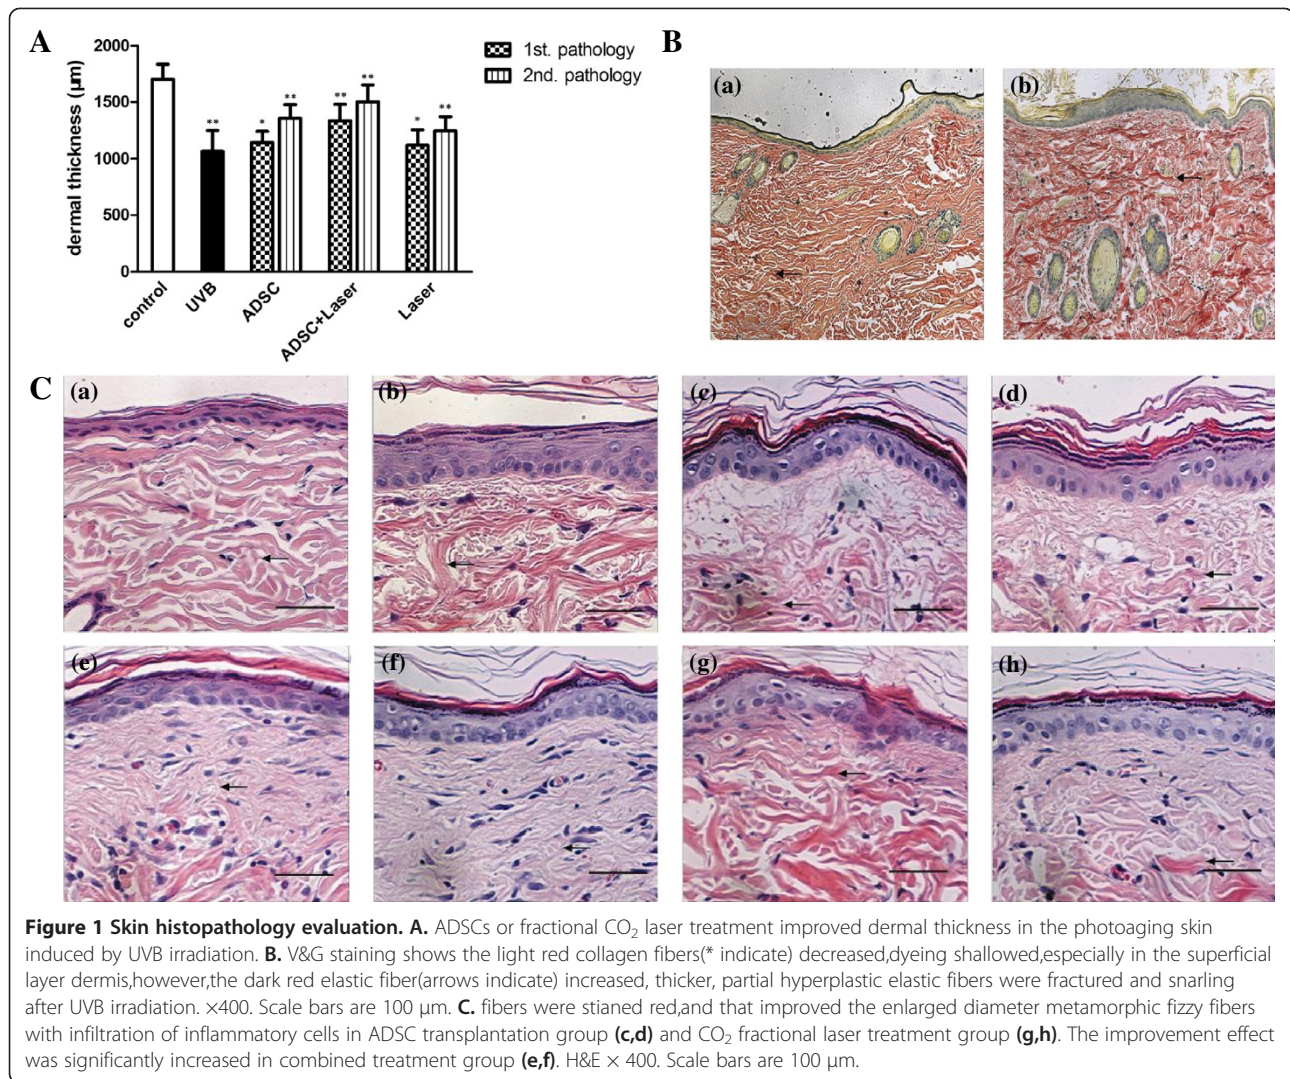 A
2000
1500
1000
500
0
dermal thickness (µm)
**
*
**
**
**
*
**
control
UVB
ADSC
ADSC+Laser
Laser
1st. pathology
2nd. pathology
B
(a)
(b)
C
(a)
(b)
(c)
(d)
(e)
(f)
(g)
(h)
Figure 1 Skin histopathology evaluation. A. ADSCs or fractional CO₂ laser treatment improved dermal thickness in the photoaging skin
induced by UVB irradiation. B. V&G staining shows the light red collagen fibers(* indicate) decreased,dyeing shallowed,especially in the superficial
layer dermis,however,the dark red elastic fiber(arrows indicate) increased, thicker, partial hyperplastic elastic fibers were fractured and snarling
after UVB irradiation. ×400. Scale bars are 100 µm. C. fibers were stianed red,and that improved the enlarged diameter metamorphic fizzy fibers
with infiltration of inflammatory cells in ADSC transplantation group (c,d) and CO₂ fractional laser treatment group (g,h). The improvement effect
was significantly increased in combined treatment group (e,f). H&E × 400. Scale bars are 100 µm.